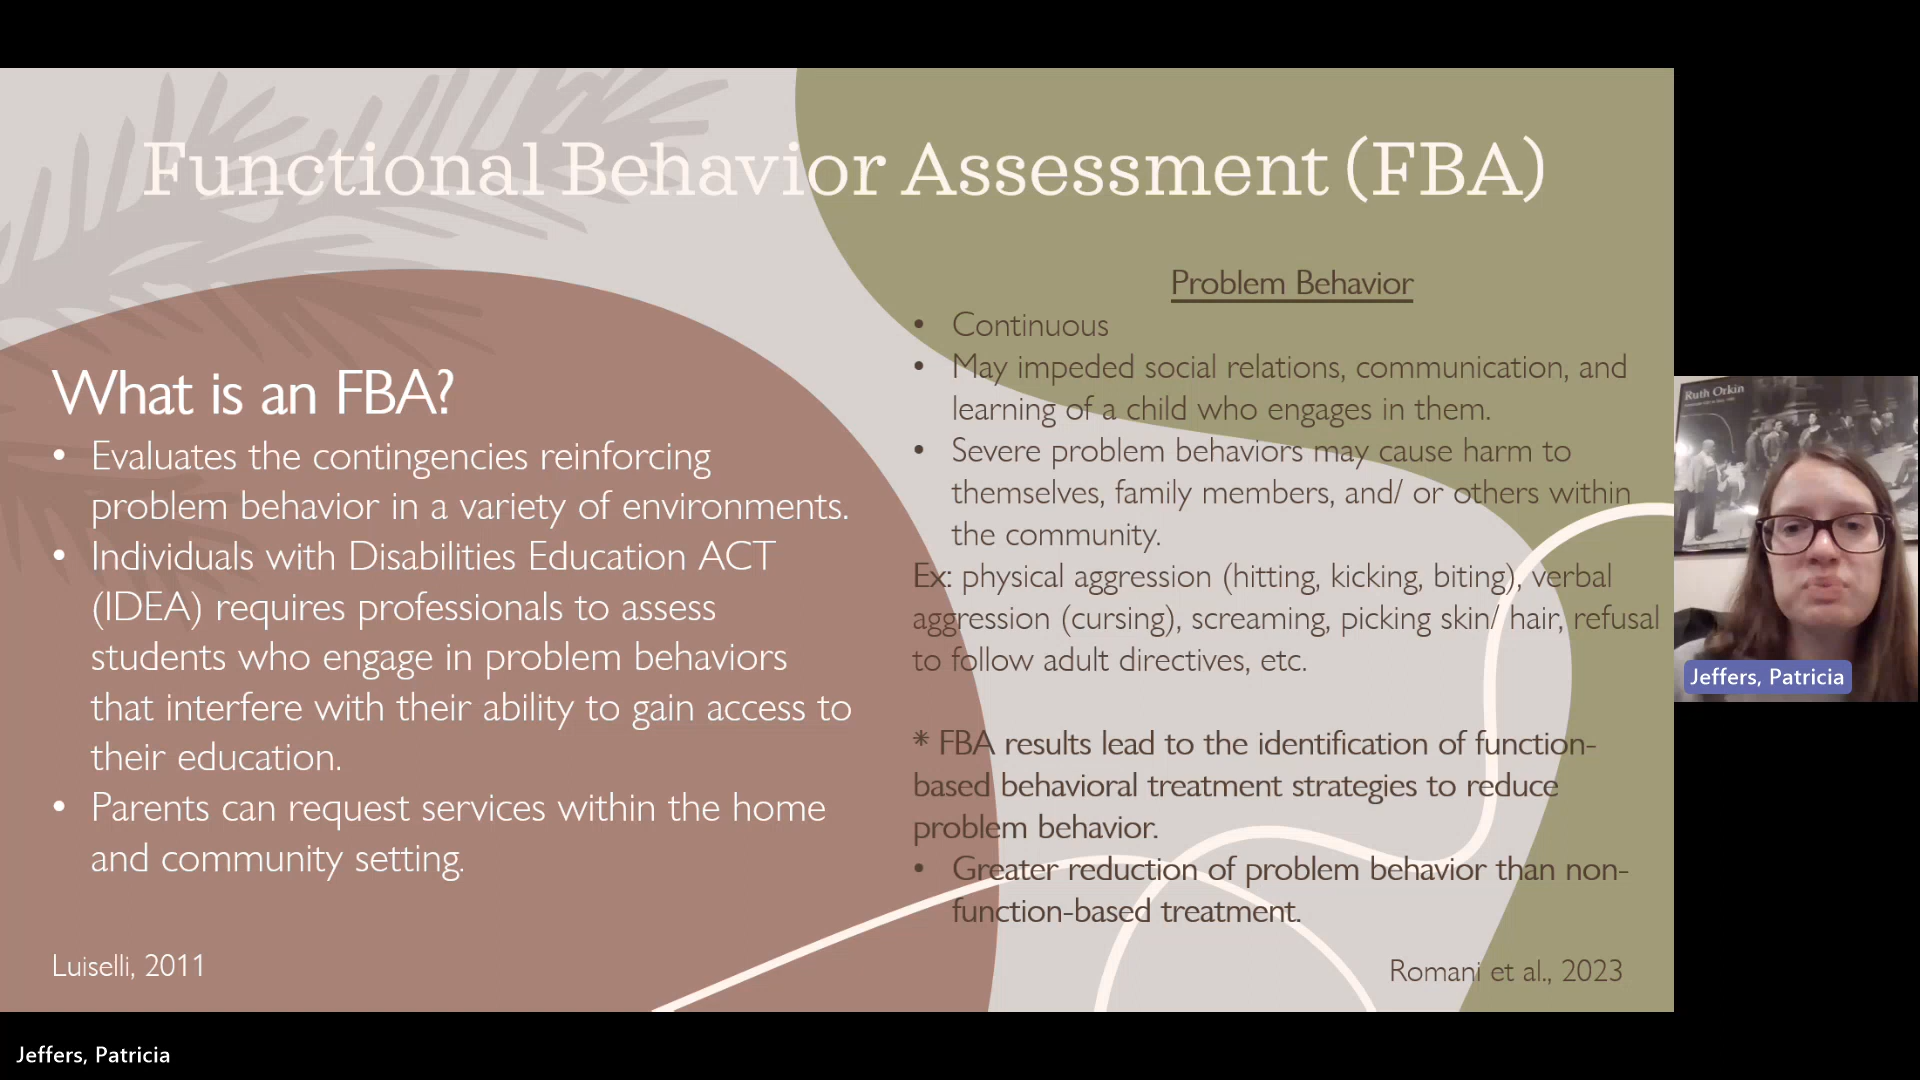 Functional Behavior Assessment (FBA)
What is an FBA?
• Evaluates the contingencies reinforcing
problem behavior in a variety of environments.
• Individuals with Disabilities Education ACT
(IDEA) requires professionals to assess
students who engage in problem behaviors
that interfere with their ability to gain access to
their education.
• Parents can request services within the home
and community setting.
Luiselli, 2011
Problem Behavior
• Continuous
• May impeded social relations, communication, and
learning of a child who engages in them.
• Severe problem behaviors may cause harm to
themselves, family members, and/ or others within
the community.
Ex: physical aggression (hitting, kicking, biting), verbal
aggression (cursing), screaming, picking skin/ hair, refusal
to follow adult directives, etc.
* FBA results lead to the identification of function-
based behavioral treatment strategies to reduce
problem behavior.
• Greater reduction of problem behavior than non-
function-based treatment.
Romani et al., 2023
Ruth Orkin
Jeffers, Patricia
Jeffers, Patricia